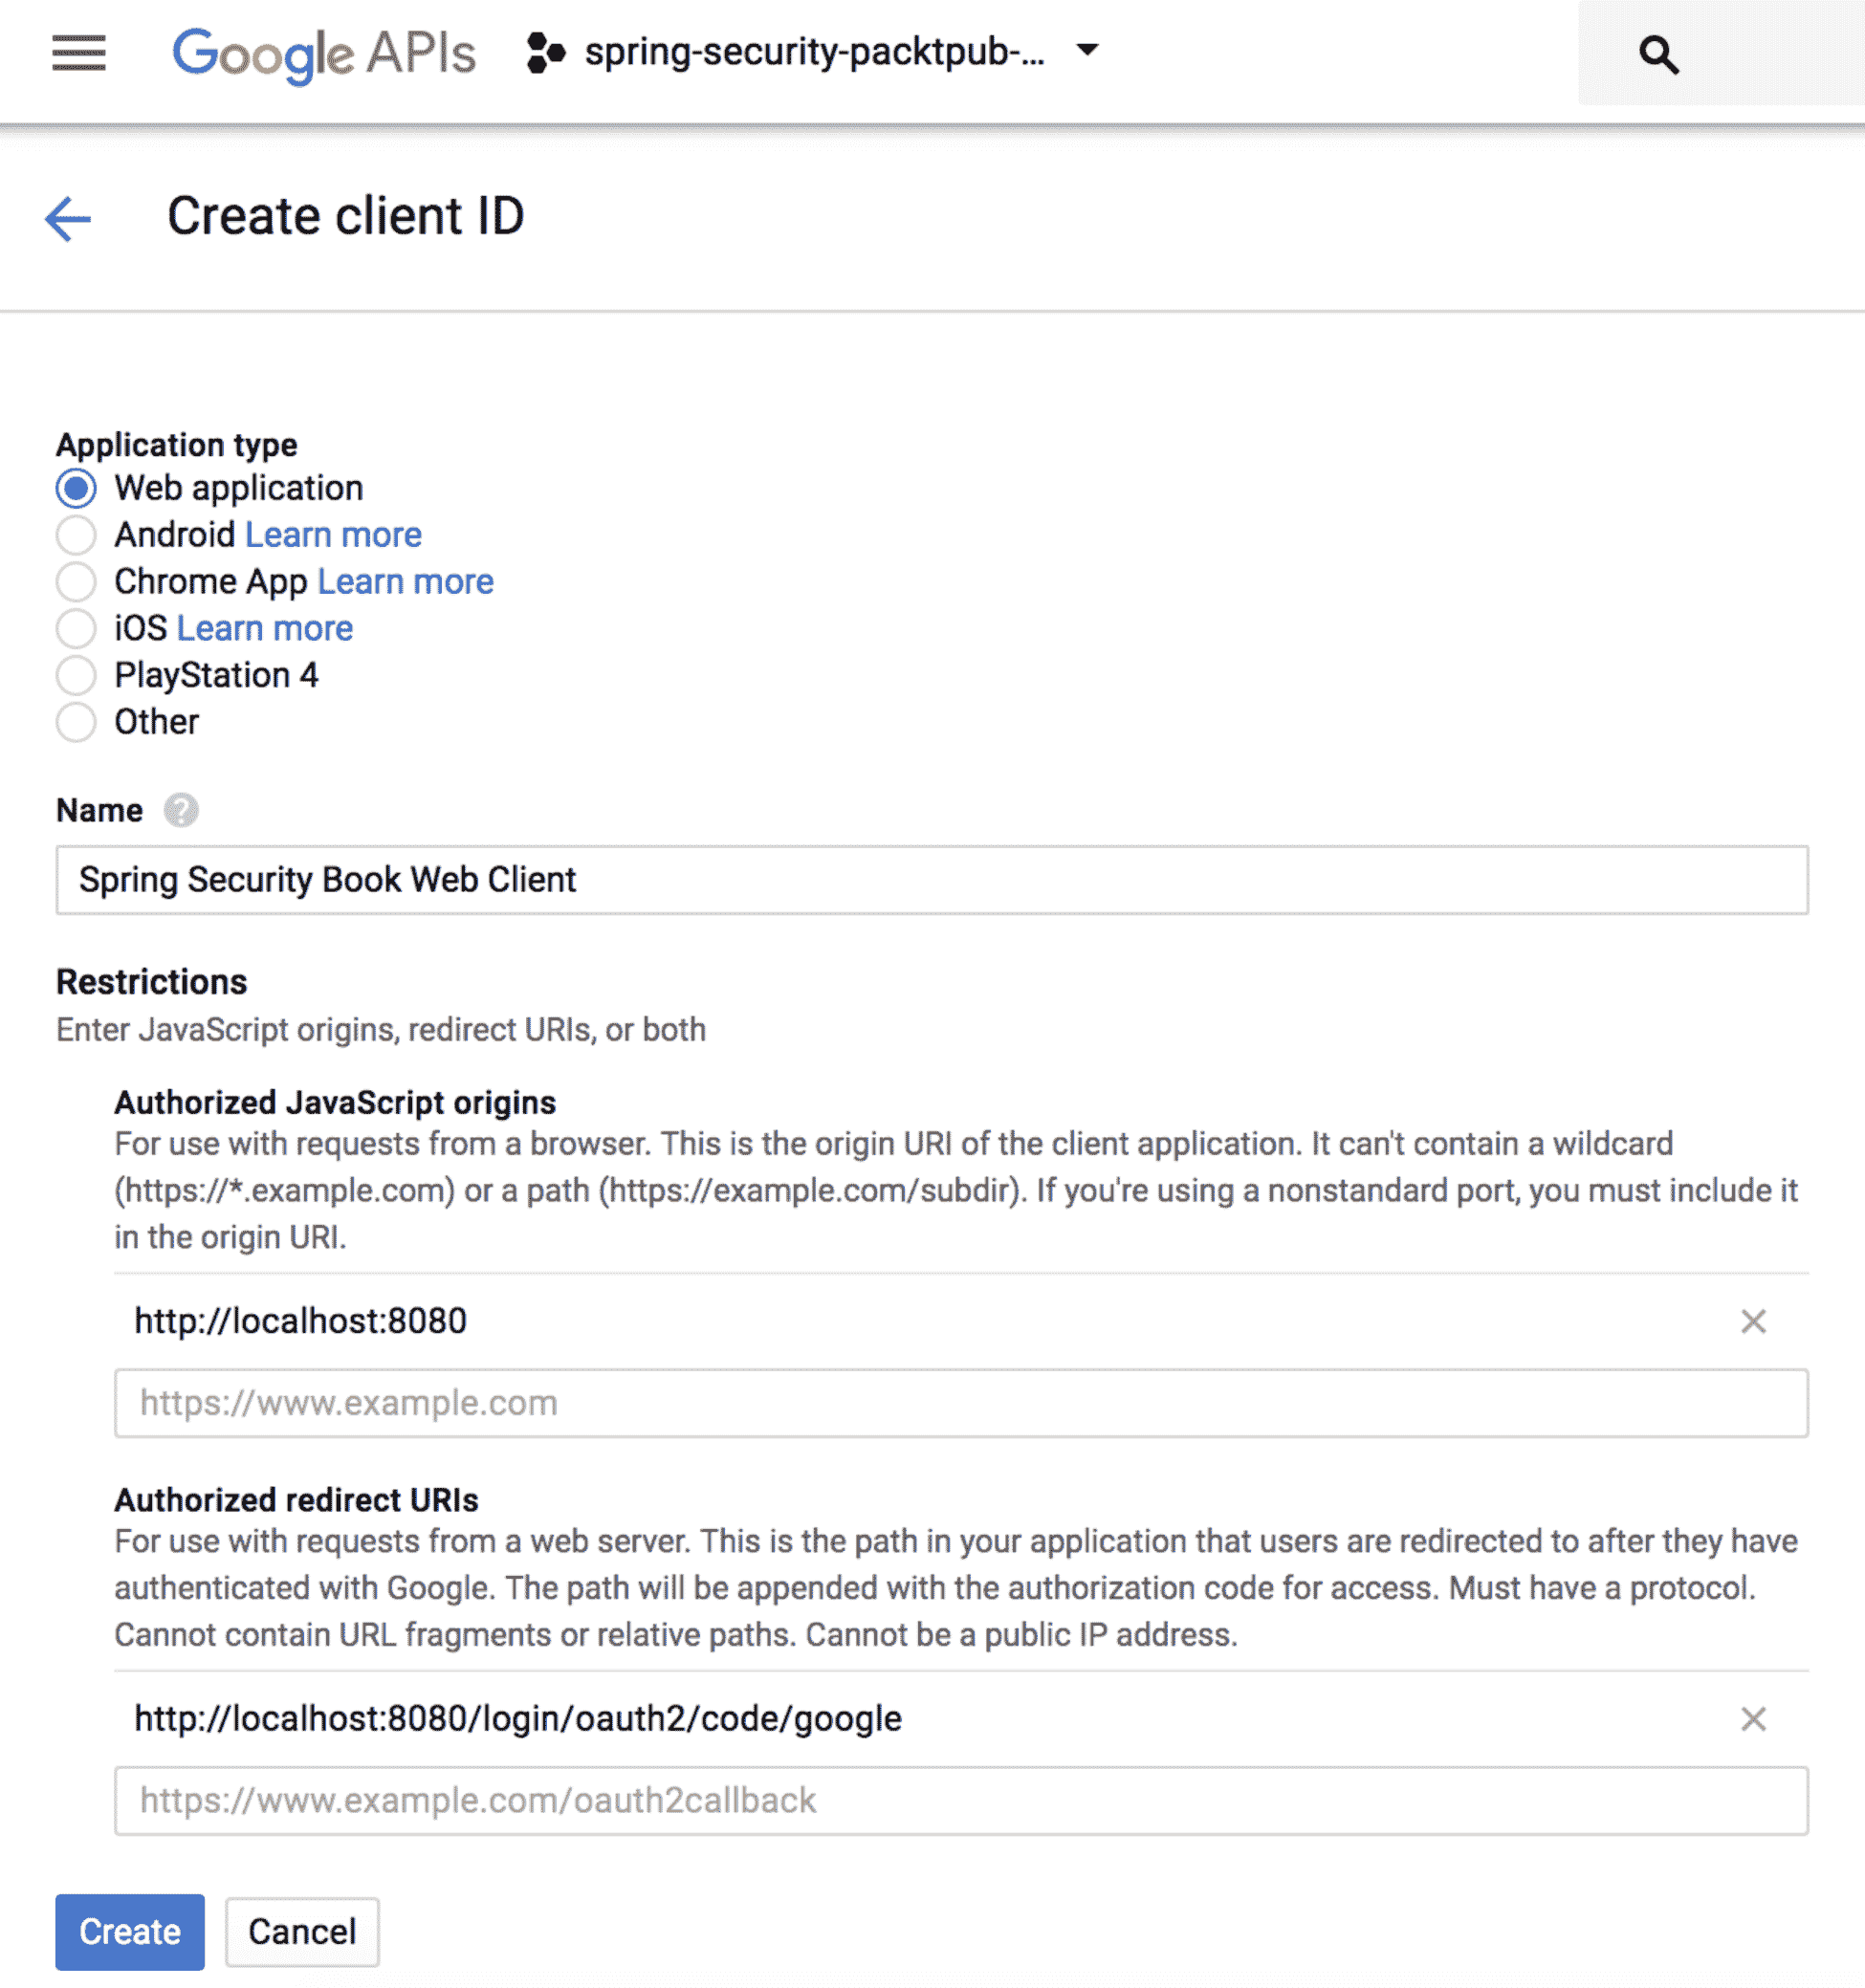 Google APIs spring-security-packtpub-...
Create client ID
Application type
Web application
Android Learn more
Chrome App Learn more
iOS Learn more
PlayStation 4
Other
Name ?
Spring Security Book Web Client
Restrictions
Enter JavaScript origins, redirect URIs, or both
Authorized JavaScript origins
For use with requests from a browser. This is the origin URI of the client application. It can't contain a wildcard
(https://*.example.com) or a path (https://example.com/subdir). If you're using a nonstandard port, you must include it
in the origin URI.
http://localhost:8080
https://www.example.com
Authorized redirect URIs
For use with requests from a web server. This is the path in your application that users are redirected to after they have
authenticated with Google. The path will be appended with the authorization code for access. Must have a protocol.
Cannot contain URL fragments or relative paths. Cannot be a public IP address.
http://localhost:8080/login/oauth2/code/google
https://www.example.com/oauth2callback
Create Cancel